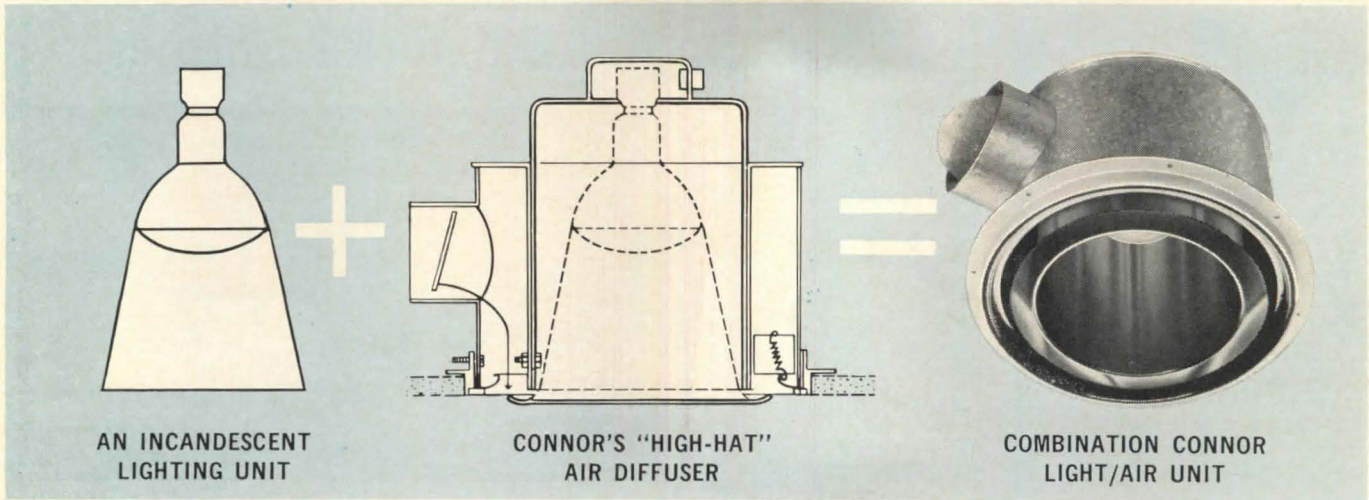 AN INCANDESCENT
LIGHTING UNIT
CONNOR'S "HIGH-HAT"
AIR DIFFUSER
COMBINATION CONNOR
LIGHT/AIR UNIT